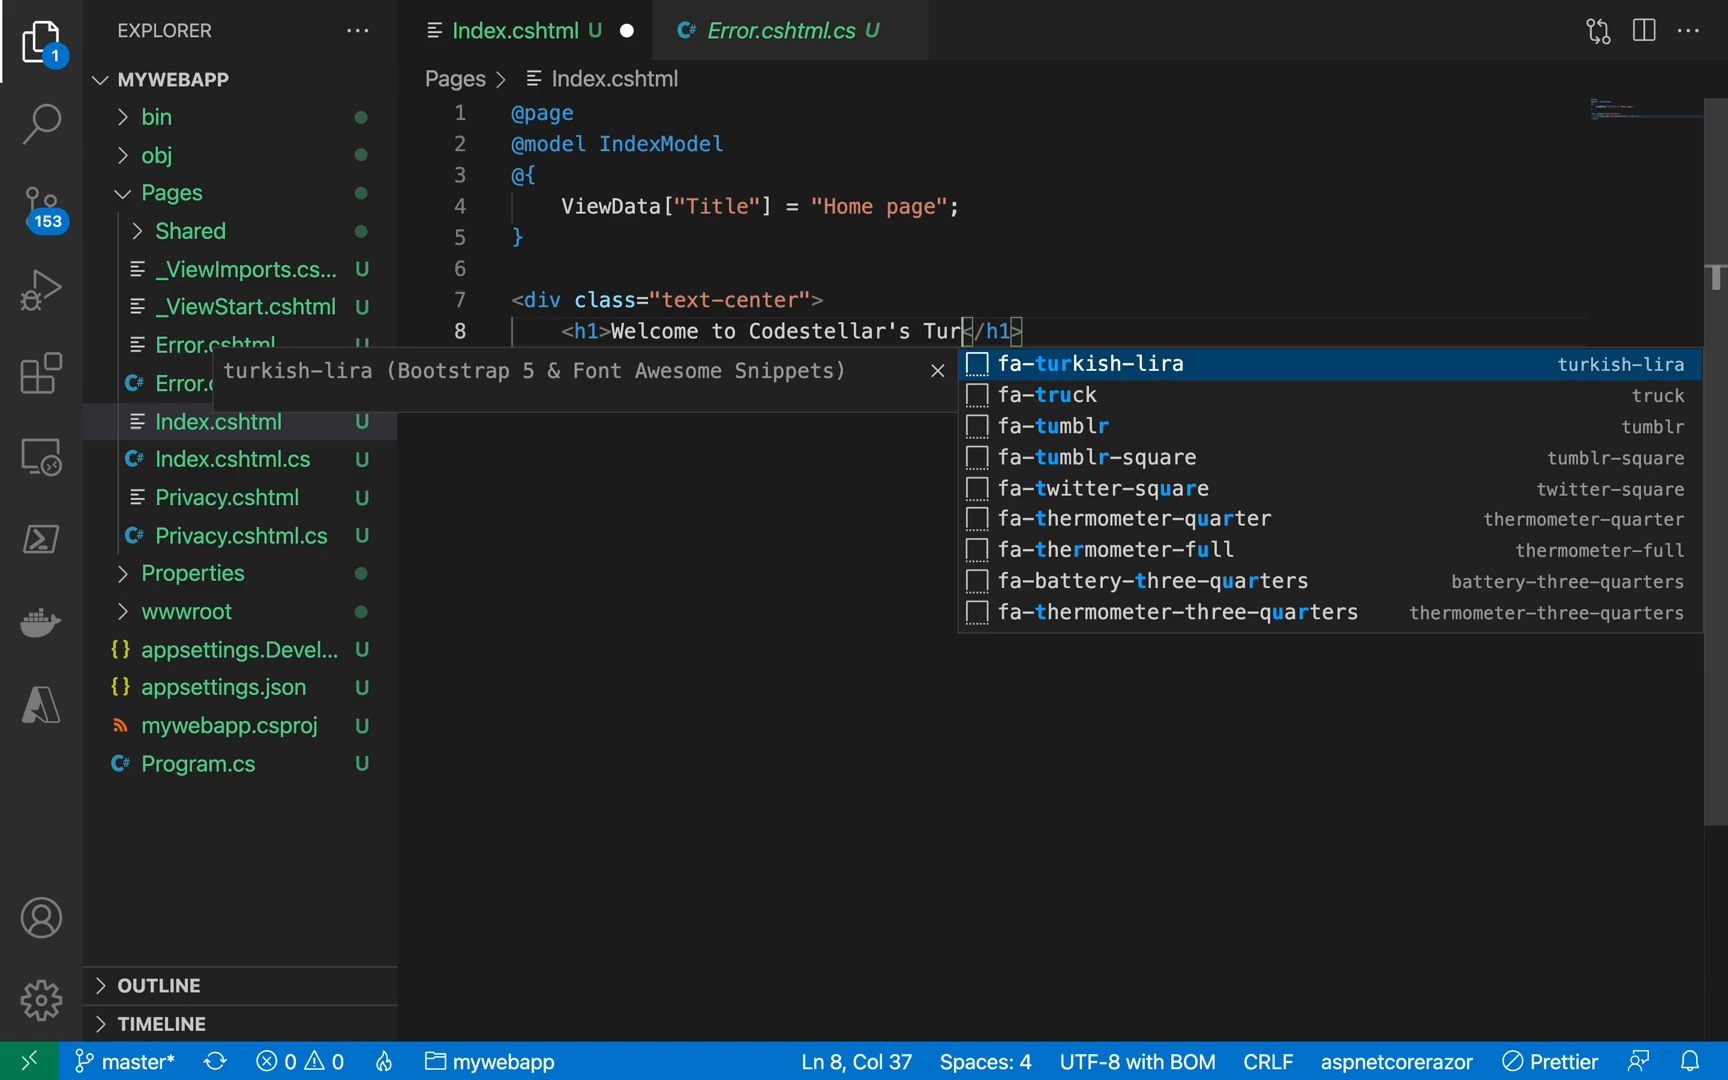 EXPLORER
Index.cshtml U
Error.cshtml.cs U
1
MYWEBAPP
Pages > Index.cshtml
bin
obj
Pages
153
Shared
_ViewImports.cs... U
_ViewStart.cshtml U
Error.cshtml U
Error.c
Index.cshtml U
Index.cshtml.cs U
Privacy.cshtml U
Privacy.cshtml.cs U
Properties
wwwroot
appsettings.Devel... U
appsettings.json U
mywebapp.csproj U
Program.cs U
OUTLINE
TIMELINE
1 @page
2 @model IndexModel
3 @{
4 ViewData["Title"] = "Home page";
5 }
6
7 <div class="text-center">
8 <h1>Welcome to Codestellar's Tur</h1>
turkish-lira (Bootstrap 5 & Font Awesome Snippets)
fa-turkish-lira turkish-lira
fa-truck truck
fa-tumblr tumblr
fa-tumblr-square tumblr-square
fa-twitter-square twitter-square
fa-thermometer-quarter thermometer-quarter
fa-thermometer-full thermometer-full
fa-battery-three-quarters battery-three-quarters
fa-thermometer-three-quarters thermometer-three-quarters
master* 0 0 mywebapp Ln 8, Col 37 Spaces: 4 UTF-8 with BOM CRLF aspnetcorerazor Prettier